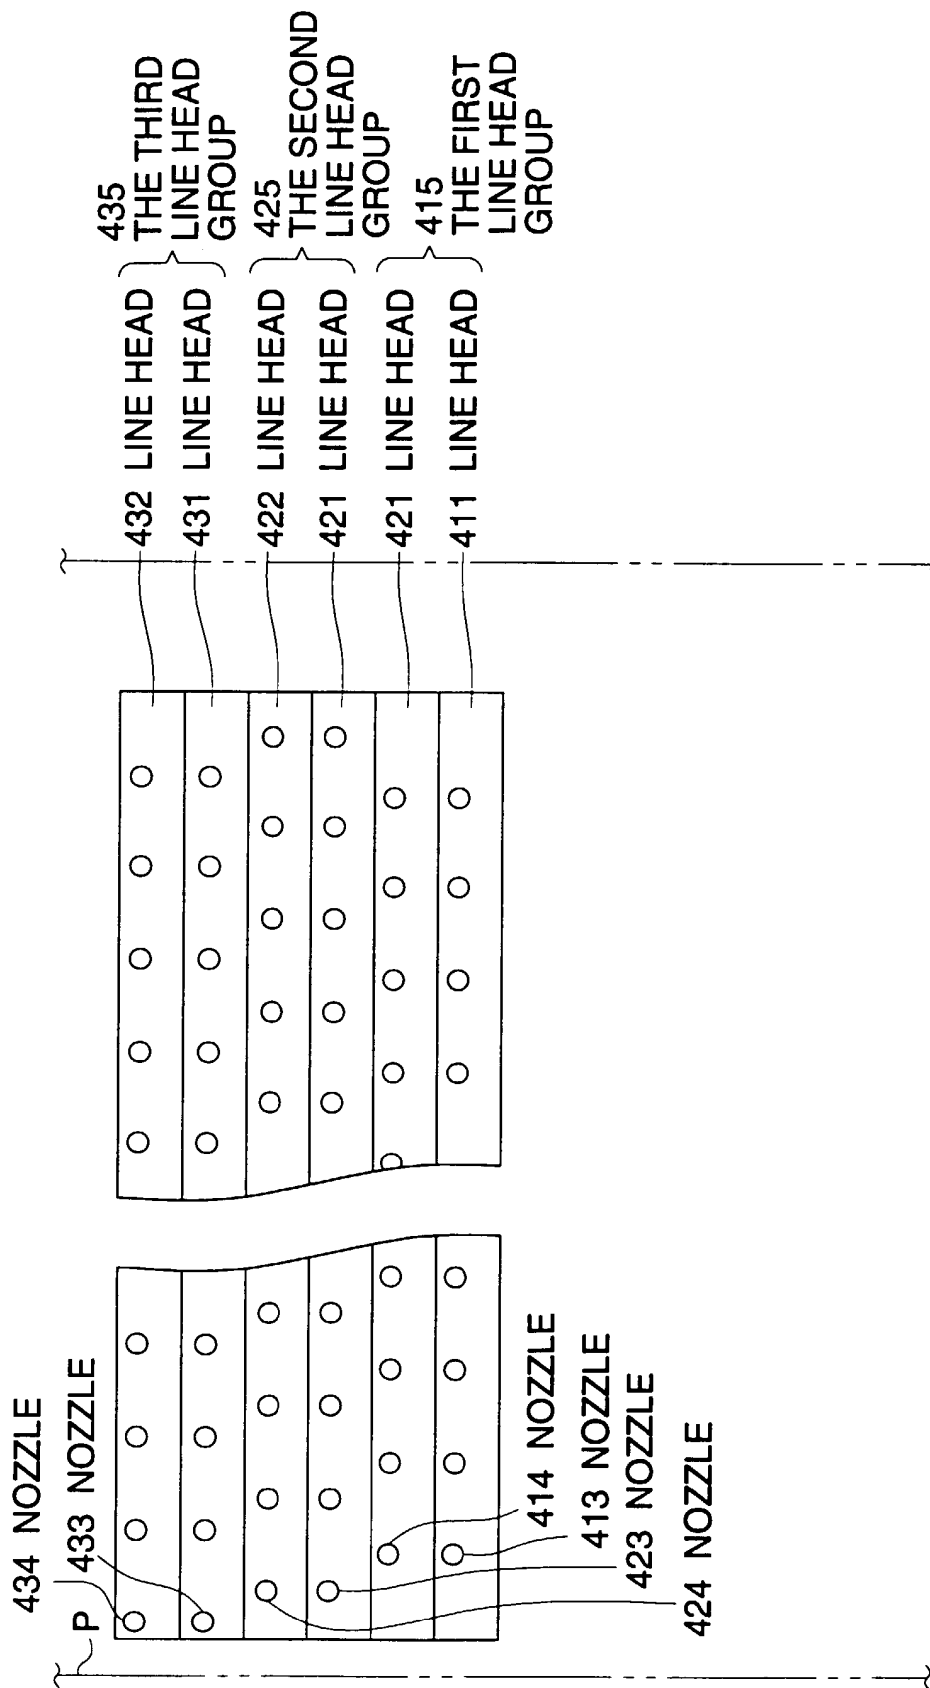 435
THE THIRD
LINE HEAD
GROUP
432 LINE HEAD
431 LINE HEAD
425
THE SECOND
LINE HEAD
GROUP
422 LINE HEAD
421 LINE HEAD
415
THE FIRST
LINE HEAD
GROUP
421 LINE HEAD
411 LINE HEAD
434 NOZZLE
P
433 NOZZLE
414 NOZZLE
413 NOZZLE
423 NOZZLE
424 NOZZLE